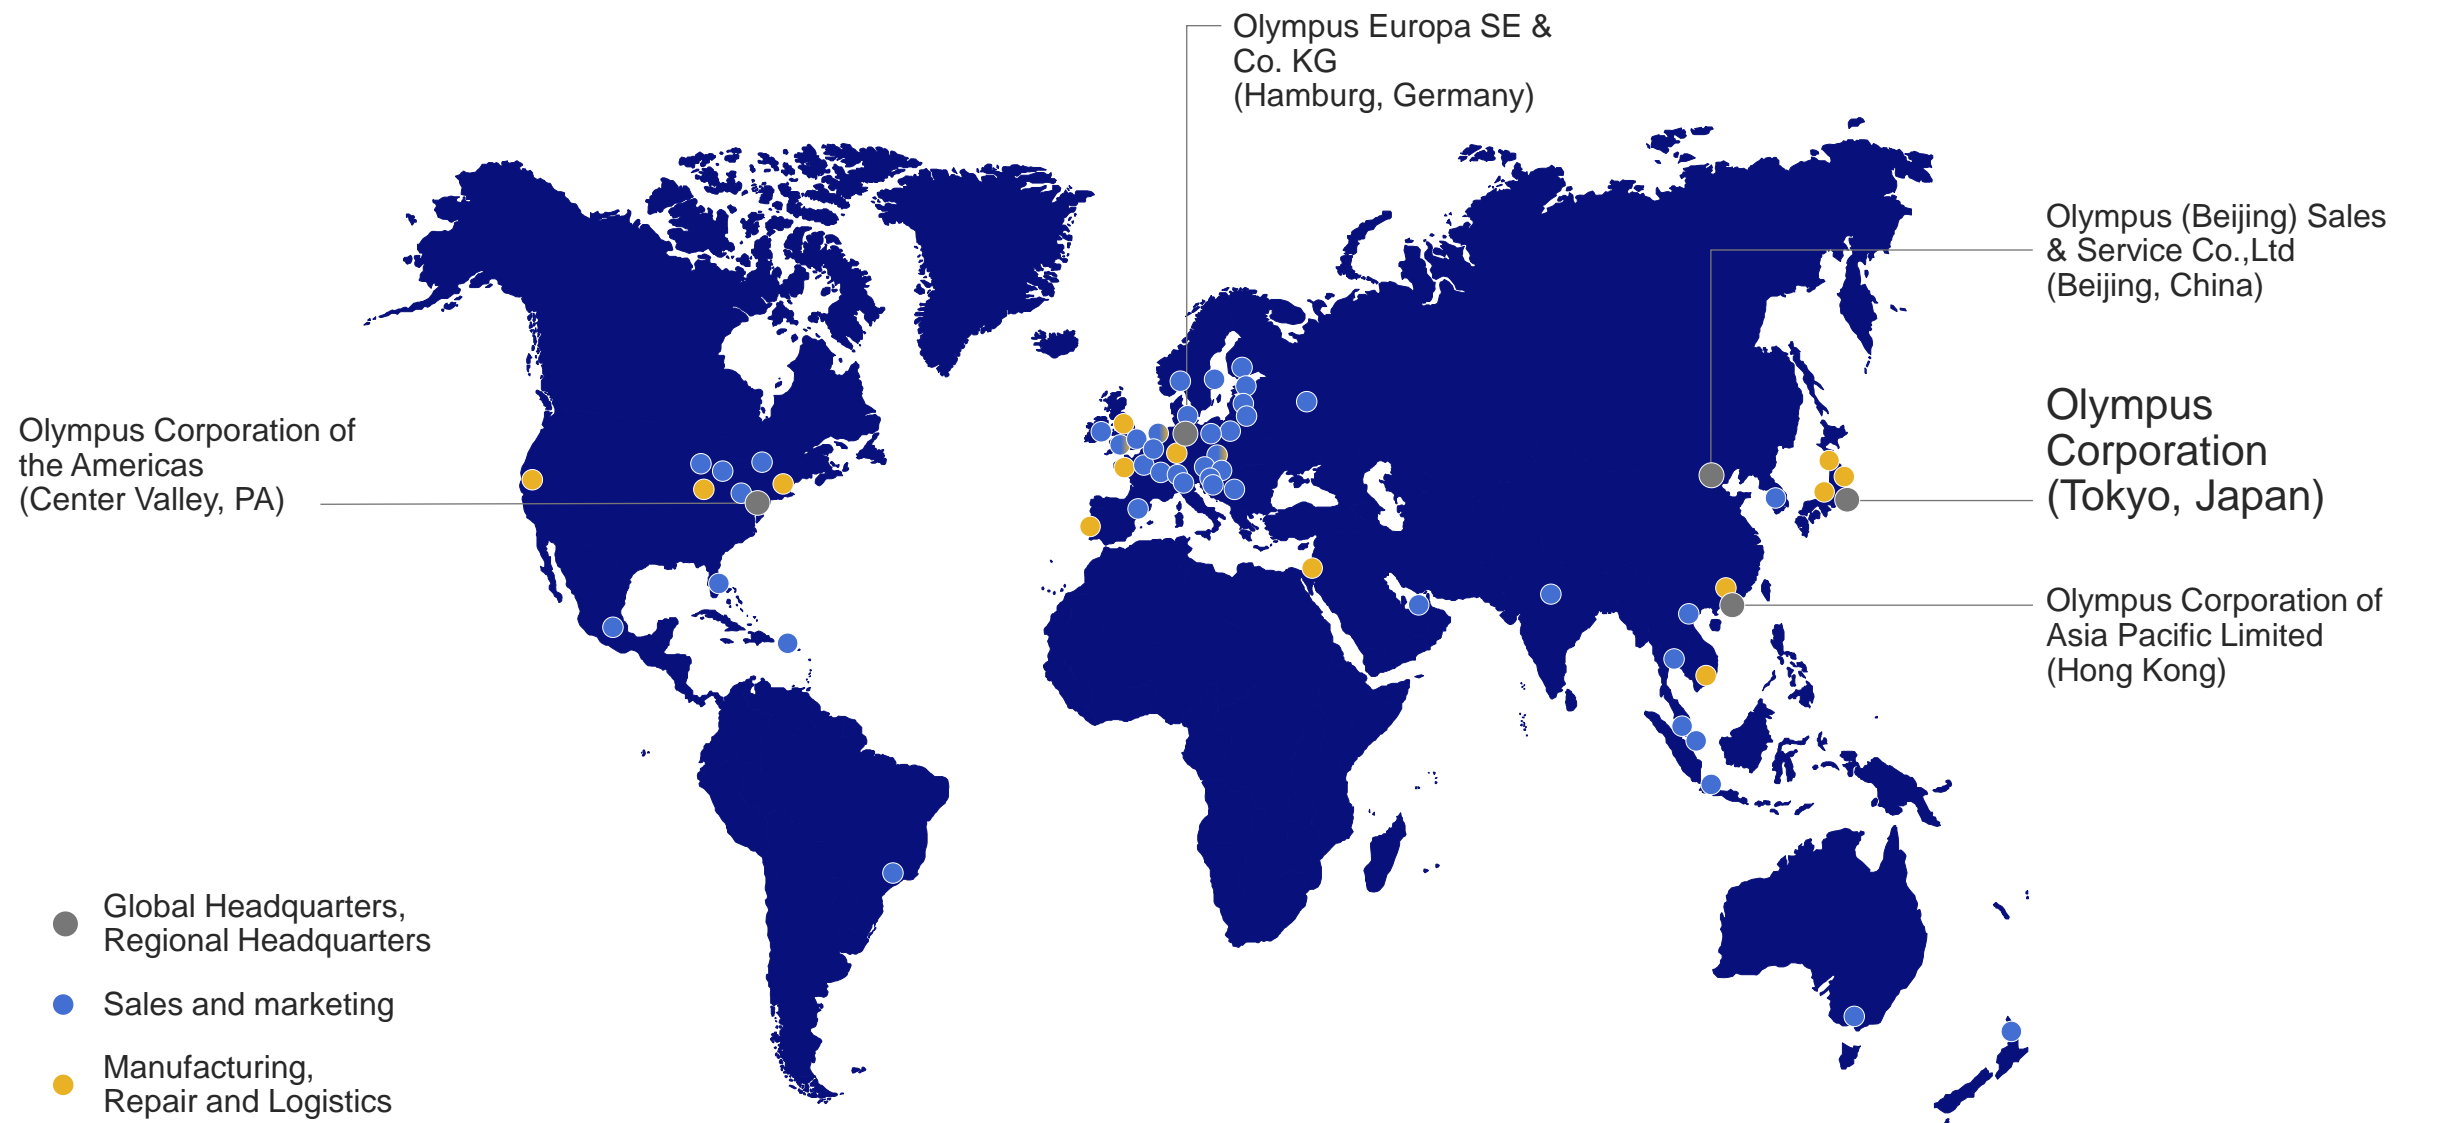 Olympus Europa SE &
Co. KG
(Hamburg, Germany)
Olympus (Beijing) Sales
& Service Co.,Ltd
(Beijing, China)
Olympus
Corporation
(Tokyo, Japan)
Olympus Corporation of
the Americas
(Center Valley, PA)
Olympus Corporation of
Asia Pacific Limited
(Hong Kong)
Global Headquarters,
Regional Headquarters
Sales and marketing
Manufacturing,
Repair and Logistics